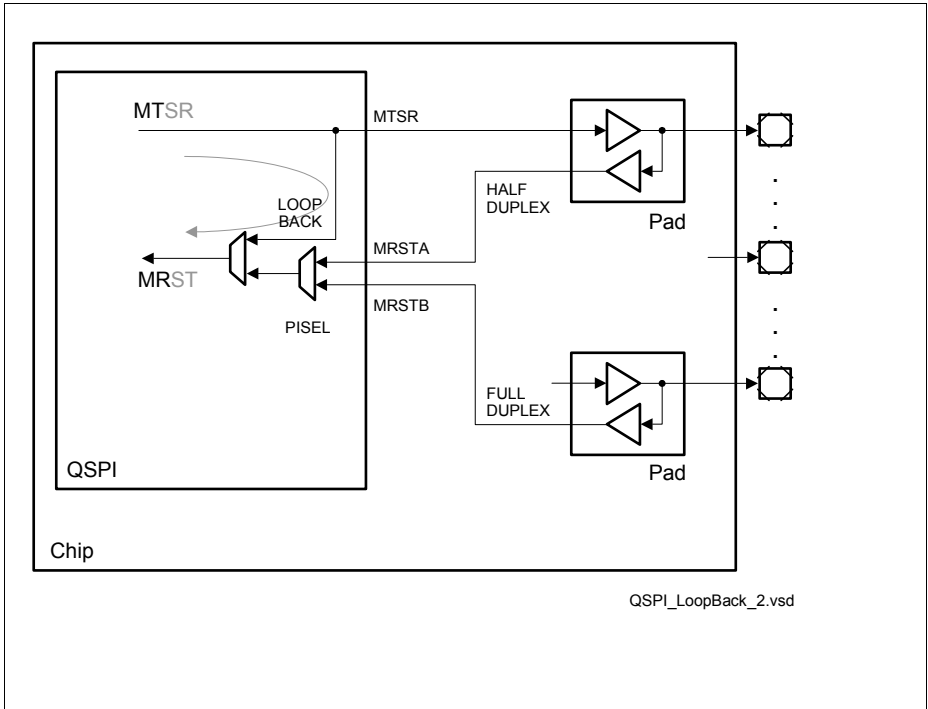 MTSR
MTSR
LOOP
BACK
HALF
DUPLEX
Pad
MRSTA
MRST
MRSTB
PISEL
FULL
DUPLEX
QSPI
Pad
Chip
QSPI_LoopBack_2.vsd